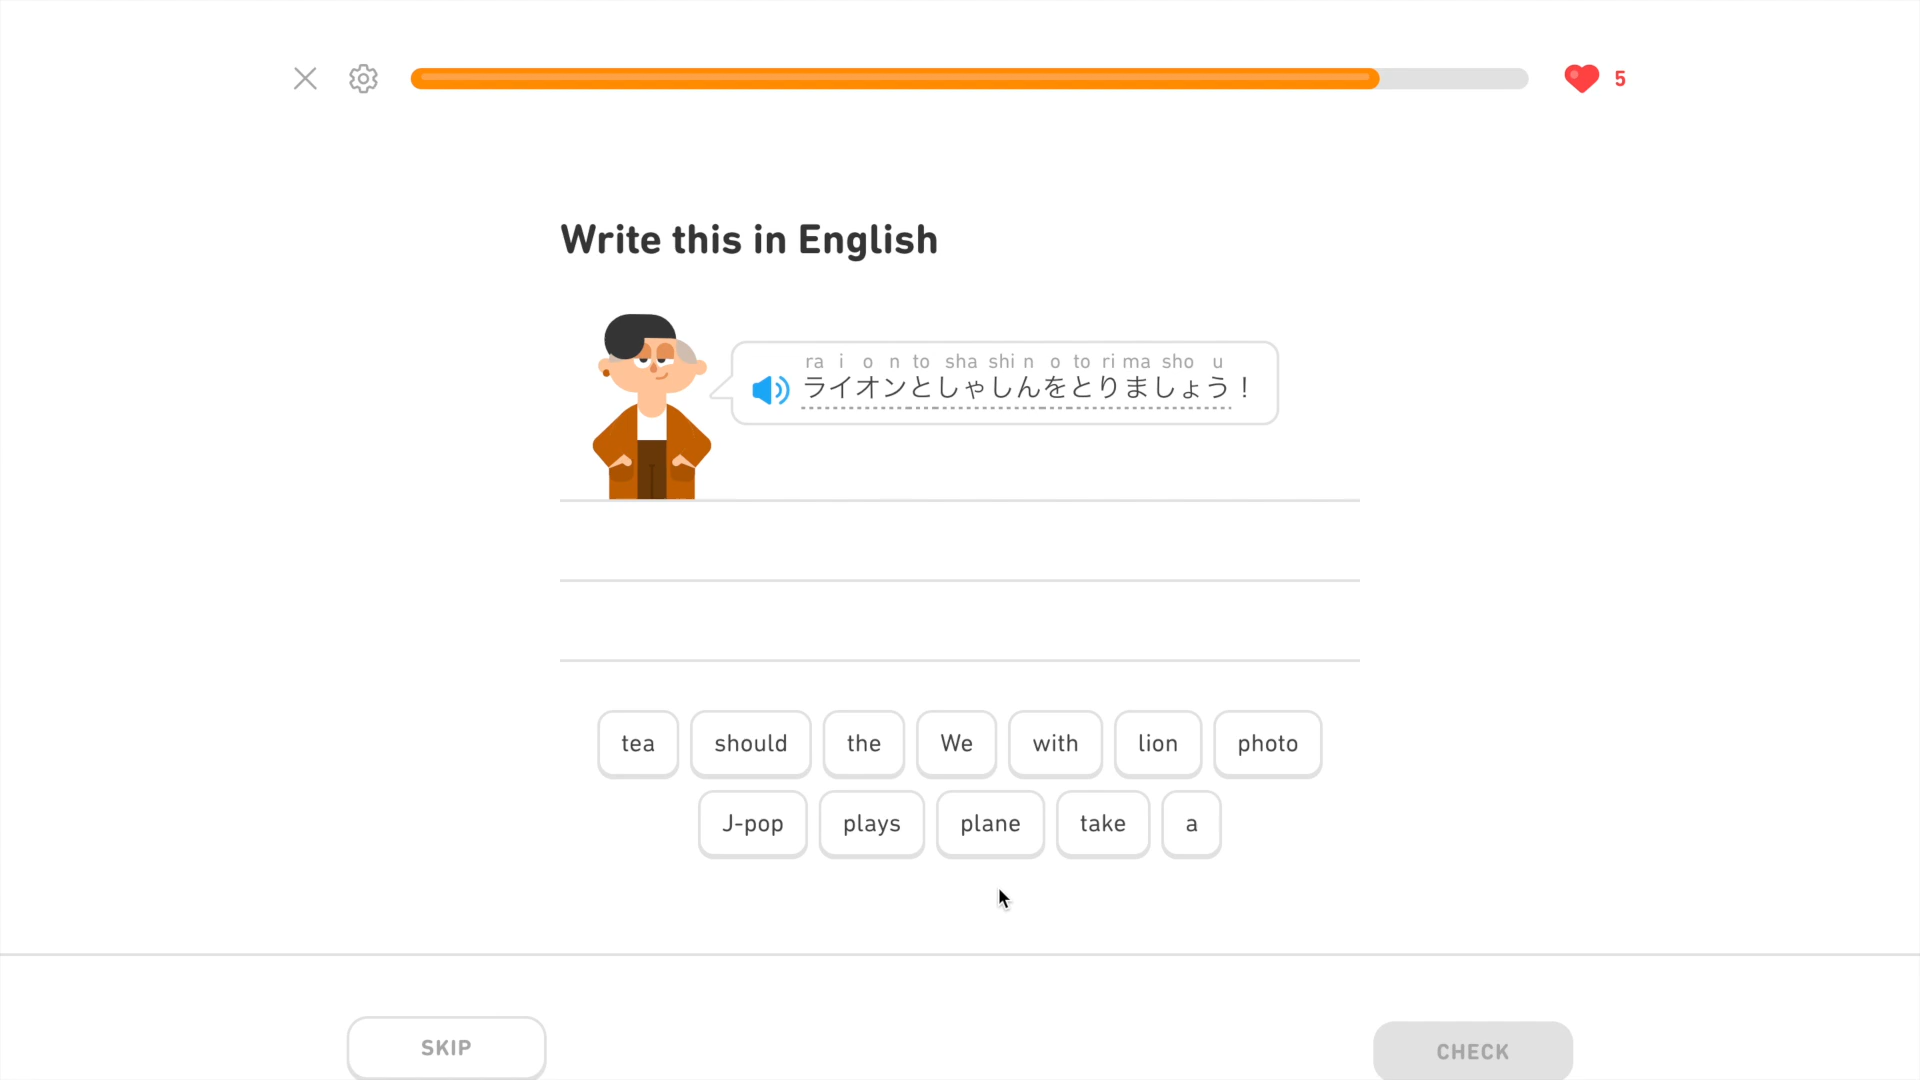 5
Write this in English
ra i o n to sha shi n o to ri ma sho u
ライオンとしゃしんをとりましょう！
tea should the We with lion photo
J-pop plays plane take a
SKIP CHECK